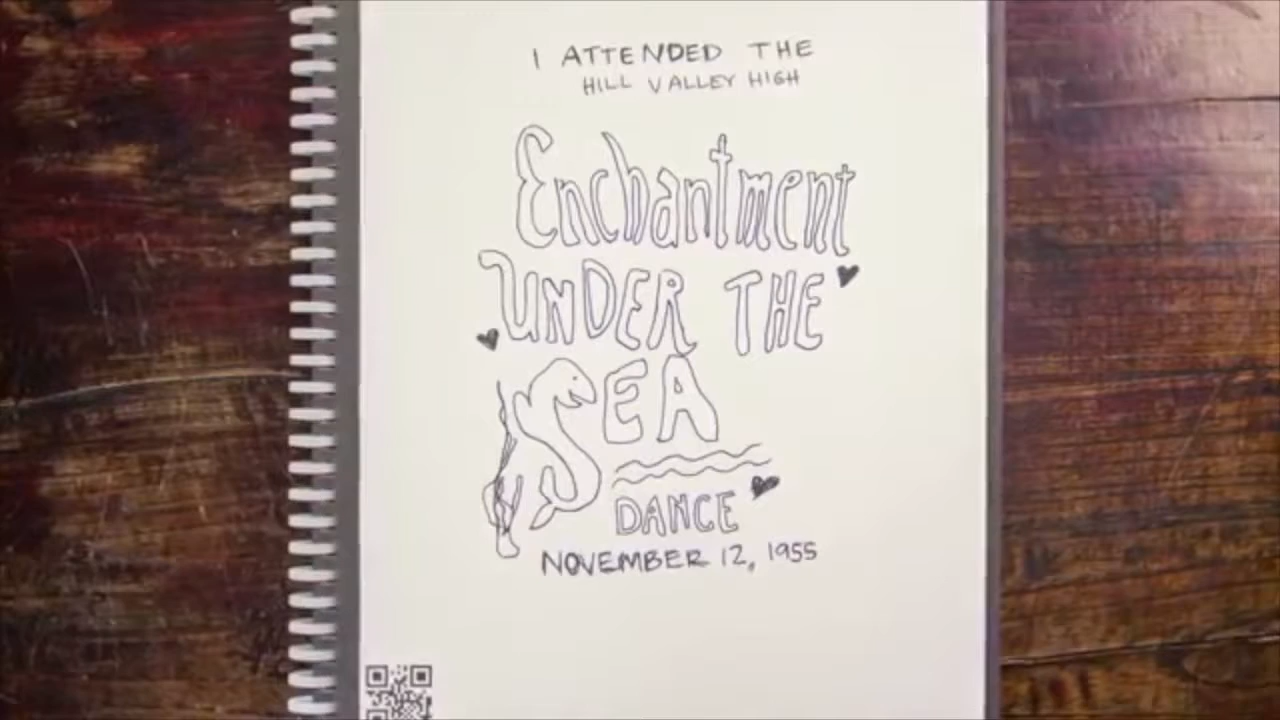 I ATTENDED THE
HILL VALLEY HIGH
Enchantment
UNDER THE
SEA
DANCE
NOVEMBER 12, 1955